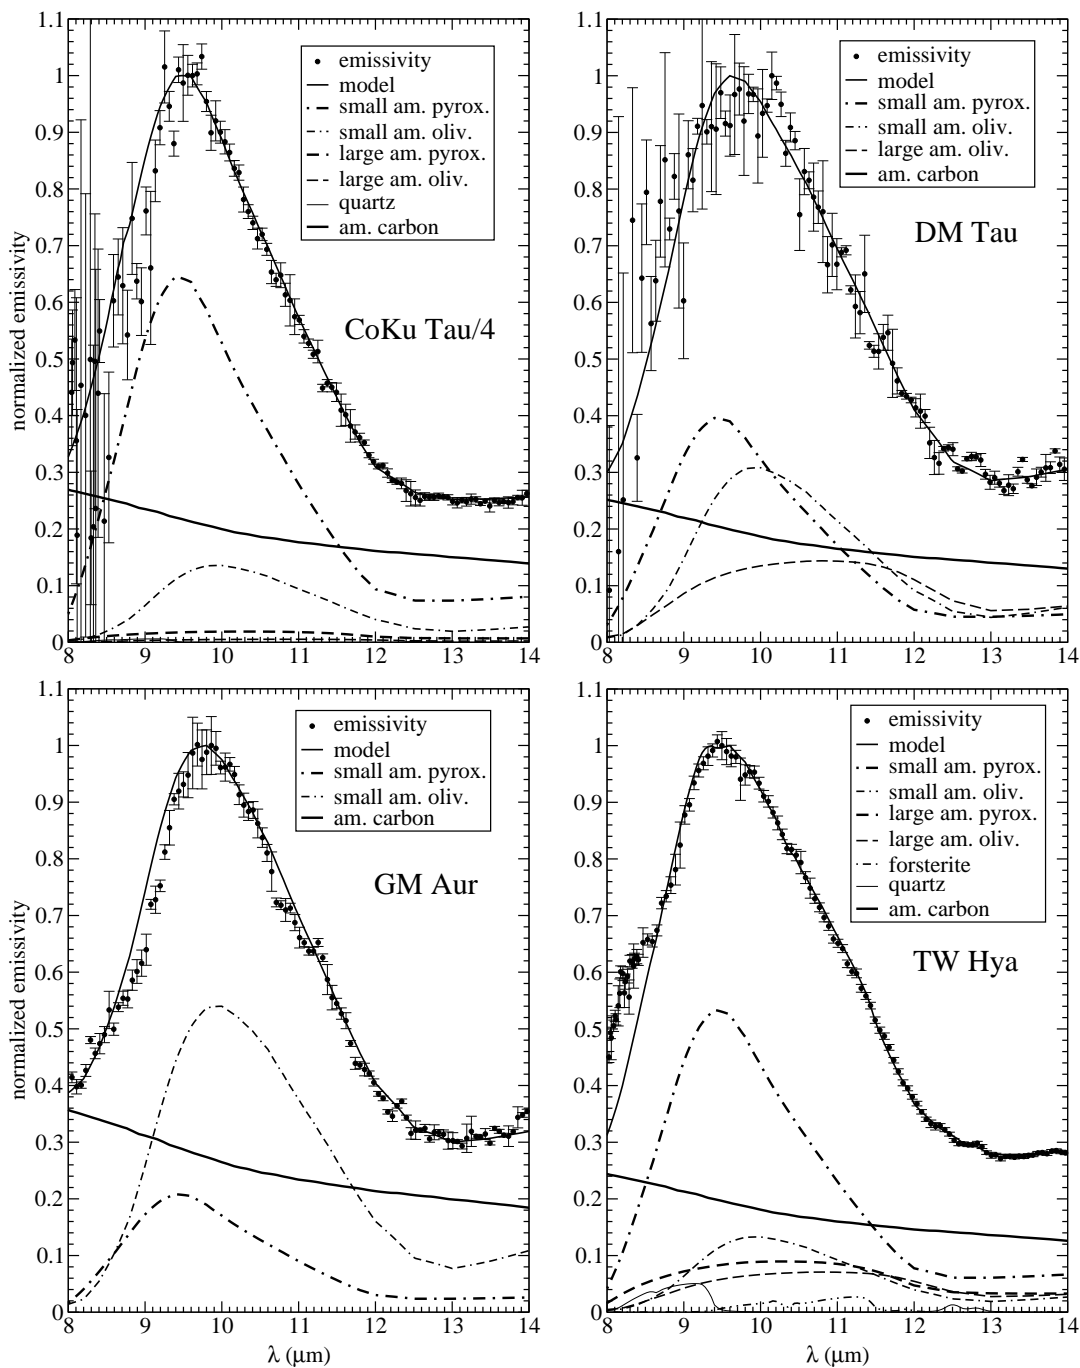 1.1
1
0.9
0.8
0.7
0.6
0.5
0.4
0.3
0.2
0.1
0
normalized emissivity
emissivity
model
small am. pyrox.
small am. oliv.
large am. pyrox.
large am. oliv.
quartz
am. carbon
CoKu Tau/4
8 9 10 11 12 13 14
1.1
1
0.9
0.8
0.7
0.6
0.5
0.4
0.3
0.2
0.1
0
emissivity
model
small am. pyrox.
small am. oliv.
large am. oliv.
am. carbon
DM Tau
8 9 10 11 12 13 14
1.1
1
0.9
0.8
0.7
0.6
0.5
0.4
0.3
0.2
0.1
0
normalized emissivity
emissivity
model
small am. pyrox.
small am. oliv.
am. carbon
GM Aur
8 9 10 11 12 13 14
λ (μm)
1.1
1
0.9
0.8
0.7
0.6
0.5
0.4
0.3
0.2
0.1
0
emissivity
model
small am. pyrox.
small am. oliv.
large am. pyrox.
large am. oliv.
forsterite
quartz
am. carbon
TW Hya
8 9 10 11 12 13 14
λ (μm)